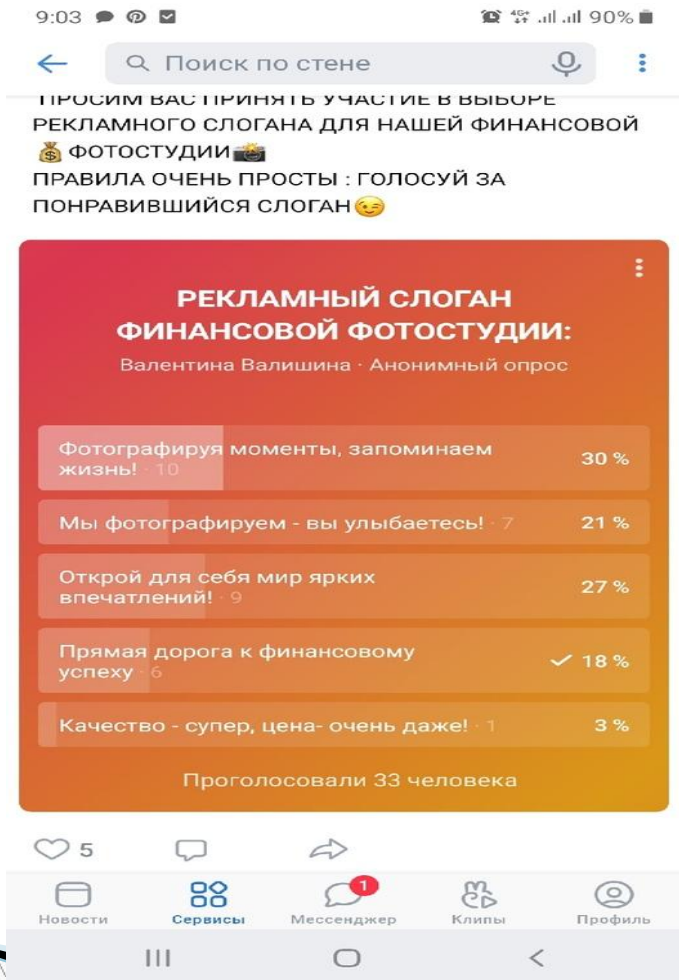 9:03
4G+
90%
Поиск по стене
ПРОСИМ ВАС ПРИНЯТЬ УЧАСТИЕ В ВЫБОРЕ
РЕКЛАМНОГО СЛОГАНА ДЛЯ НАШЕЙ ФИНАНСОВОЙ
💰ФОТОСТУДИИ📸
ПРАВИЛА ОЧЕНЬ ПРОСТЫ : ГОЛОСУЙ ЗА
ПОНРАВИВШИЙСЯ СЛОГАН😉
РЕКЛАМНЫЙ СЛОГАН
ФИНАНСОВОЙ ФОТОСТУДИИ:
Валентина Валишина · Анонимный опрос
Фотографируя моменты, запоминаем
жизнь! · 10
30 %
Мы фотографируем - вы улыбаетесь! · 7
21 %
Открой для себя мир ярких
впечатлений! · 9
27 %
Прямая дорога к финансовому
успеху · 6
18 %
Качество - супер, цена- очень даже! · 1
3 %
Проголосовали 33 человека
5
1
Новости
Сервисы
Мессенджер
Клипы
Профиль